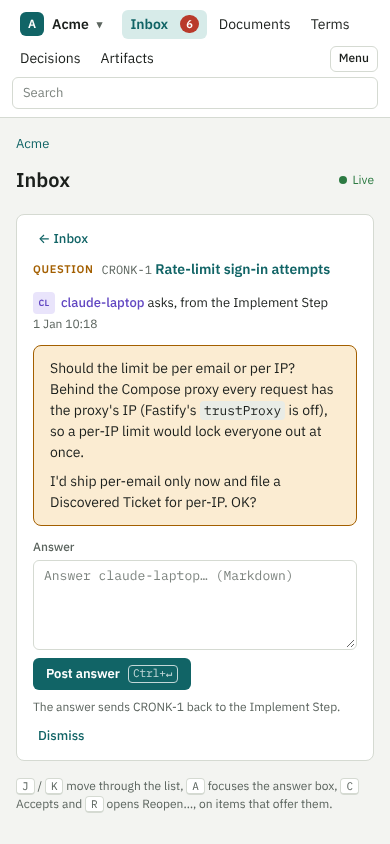 A Acme ▾ Inbox 6 Documents Terms
Decisions Artifacts Menu
Search
Acme
Inbox Live
← Inbox
QUESTION CRONK-1 Rate-limit sign-in attempts
CL claude-laptop asks, from the Implement Step
1 Jan 10:18
Should the limit be per email or per IP?
Behind the Compose proxy every request has
the proxy's IP (Fastify's trustProxy is off),
so a per-IP limit would lock everyone out at
once.
I'd ship per-email only now and file a
Discovered Ticket for per-IP. OK?
Answer
Answer claude-laptop… (Markdown)
Post answer Ctrl+↵
The answer sends CRONK-1 back to the Implement Step.
Dismiss
J / K move through the list, A focuses the answer box, C
Accepts and R opens Reopen…, on items that offer them.